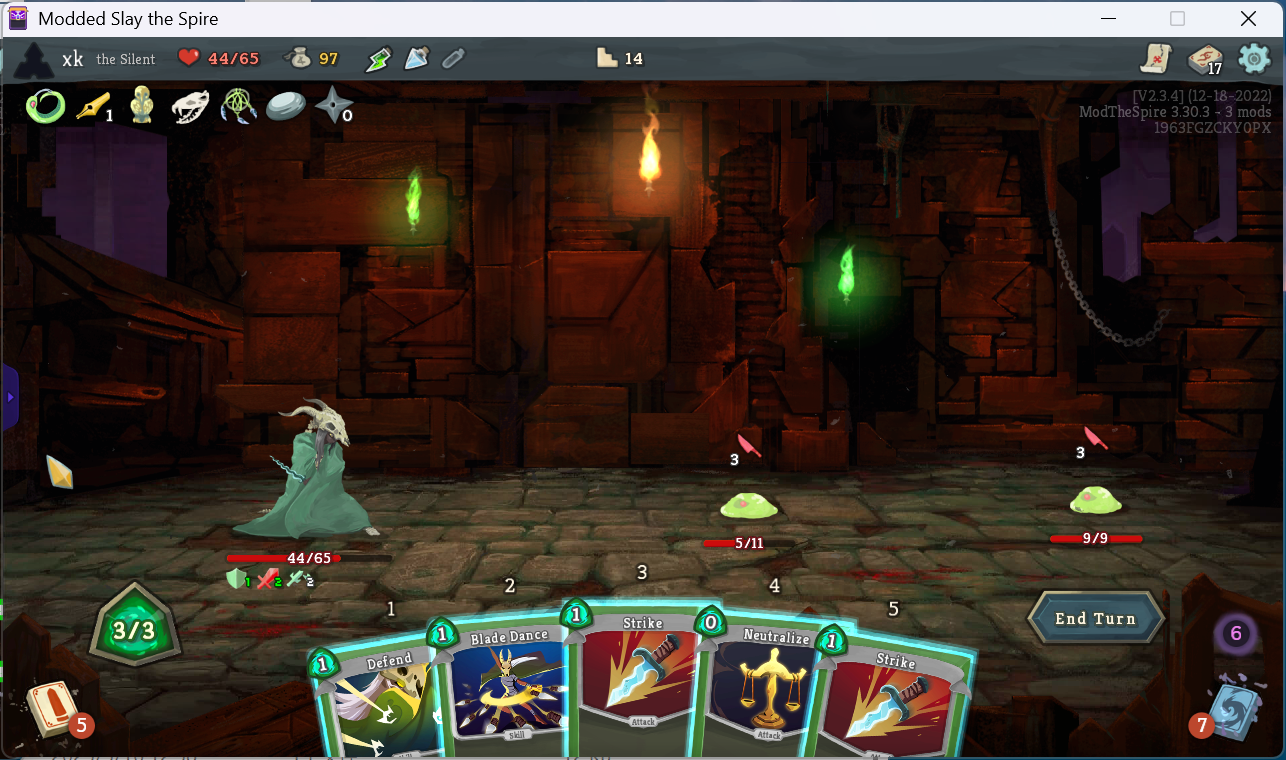 Modded Slay the Spire
xk the Silent 44/65 97 14 17
1 0
[V2.3.4] (12-18-2022)
ModTheSpire 3.30.3 - 3 mods
1963FGZCKY0PX
3 3
44/65 5/11 9/9
1 2 2
1 2 3 4 5
3/3
End Turn
6
1 Defend
1 Blade Dance
Skill
1 Strike
Attack
0 Neutralize
Attack
1 Strike
5
7